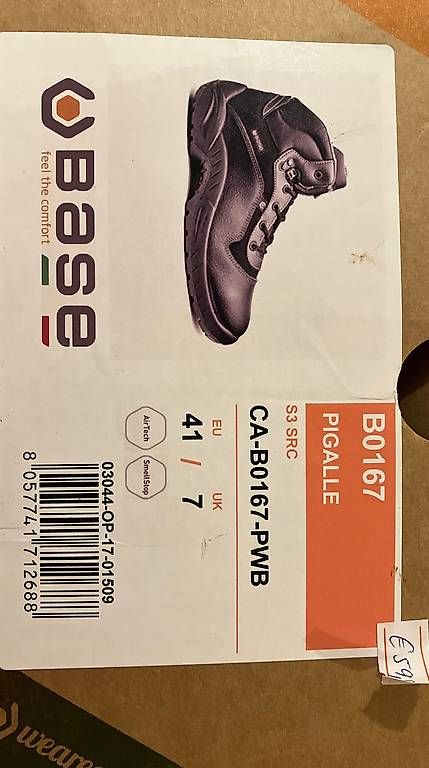 Base
feel the comfort
B0167
PIGALLE
S3 SRC
CA-B0167-PWB
EU UK
41 / 7
AirTech SmellStop
03044-OP-17-01509
8 057741 712688
€59